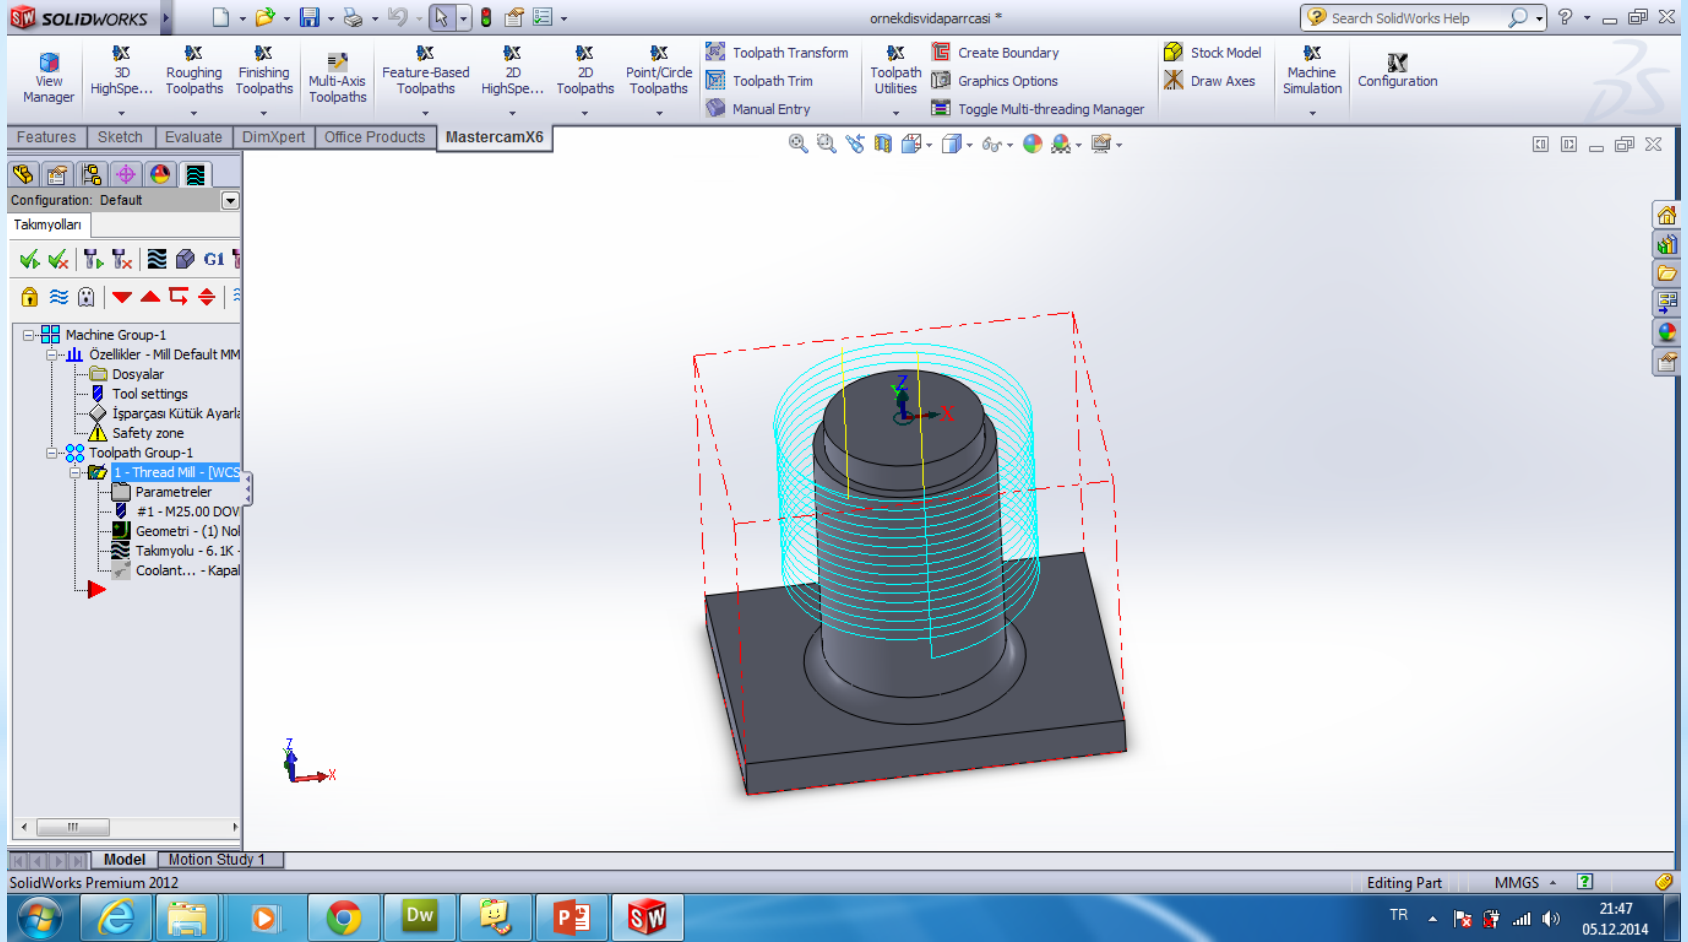 SOLIDWORKS
ornekdisvidaparrcasi *
Search SolidWorks Help
View Manager
3D HighSpe...
Roughing Toolpaths
Finishing Toolpaths
Multi-Axis Toolpaths
Feature-Based Toolpaths
2D HighSpe...
2D Toolpaths
Point/Circle Toolpaths
Toolpath Transform
Toolpath Trim
Manual Entry
Toolpath Utilities
Create Boundary
Graphics Options
Toggle Multi-threading Manager
Stock Model
Draw Axes
Machine Simulation
Configuration
Features
Sketch
Evaluate
DimXpert
Office Products
MastercamX6
Configuration: Default
Takımyolları
G1
Machine Group-1
Özellikler - Mill Default MM
Dosyalar
Tool settings
İşparçası Kütük Ayarla
Safety zone
Toolpath Group-1
1 - Thread Mill - [WCS
Parametreler
#1 - M25.00 DOV
Geometri - (1) Nol
Takımyolu - 6.1K -
Coolant... - Kapal
Z
Y
X
Z
X
Model
Motion Study 1
SolidWorks Premium 2012
Editing Part
MMGS
Dw
P
SW
TR
21:47
05.12.2014